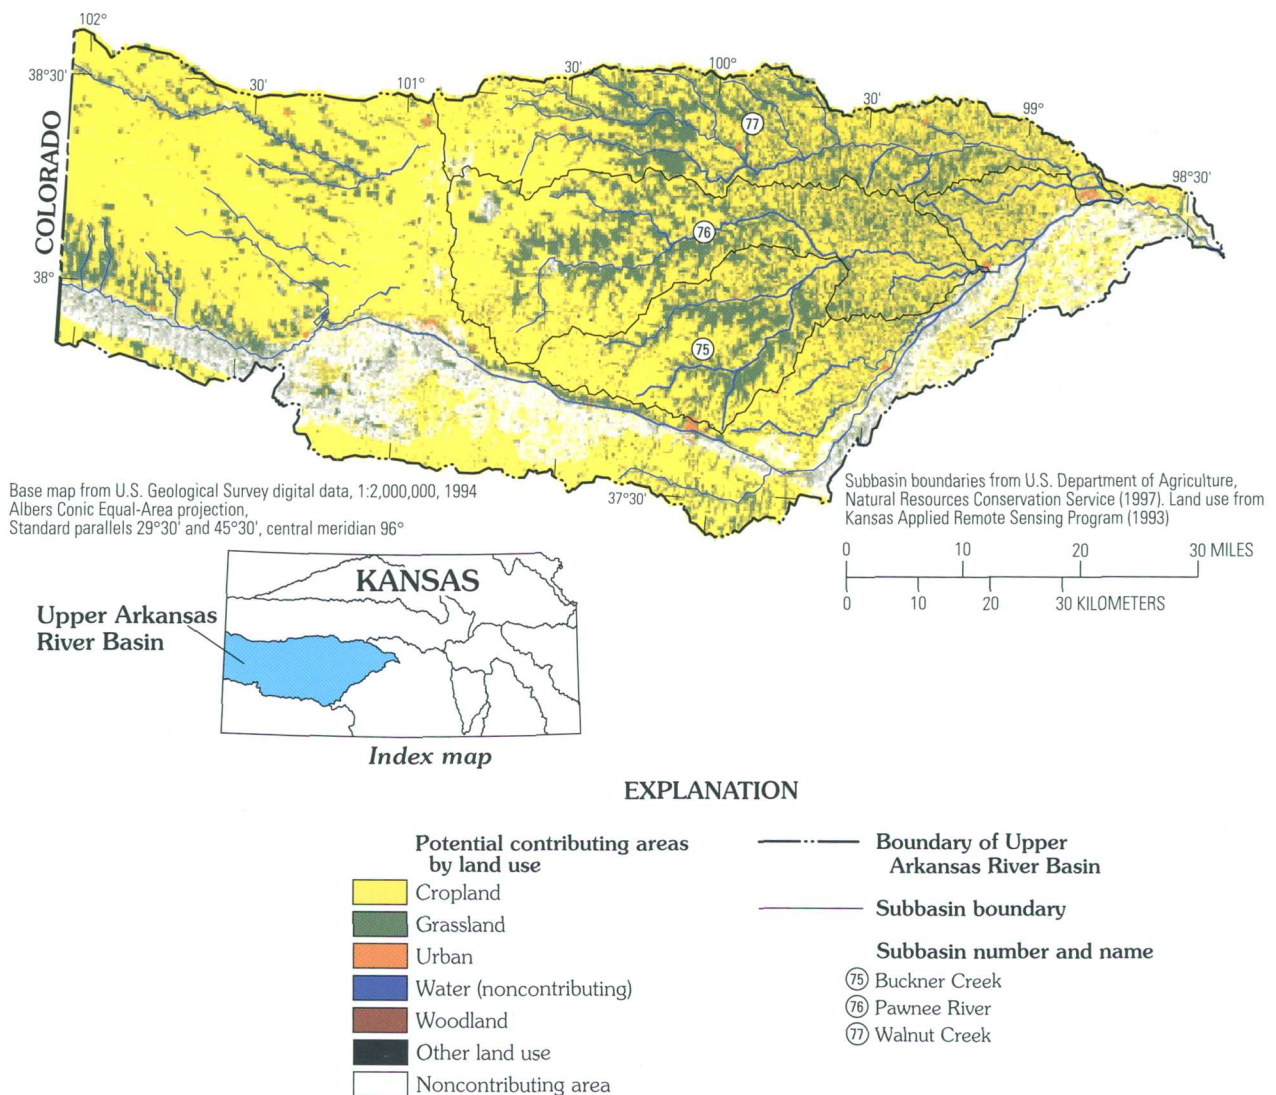 102°
38°30'
30'
101°
30'
100°
30'
99°
98°30'
COLORADO
38°
37°30'
77
76
75
Base map from U.S. Geological Survey digital data, 1:2,000,000, 1994
Albers Conic Equal-Area projection,
Standard parallels 29°30' and 45°30', central meridian 96°
Subbasin boundaries from U.S. Department of Agriculture,
Natural Resources Conservation Service (1997). Land use from
Kansas Applied Remote Sensing Program (1993)
0 10 20 30 MILES
0 10 20 30 KILOMETERS
KANSAS
Upper Arkansas
River Basin
Index map
EXPLANATION
Potential contributing areas
by land use
Cropland
Grassland
Urban
Water (noncontributing)
Woodland
Other land use
Noncontributing area
Boundary of Upper
Arkansas River Basin
Subbasin boundary
Subbasin number and name
75 Buckner Creek
76 Pawnee River
77 Walnut Creek